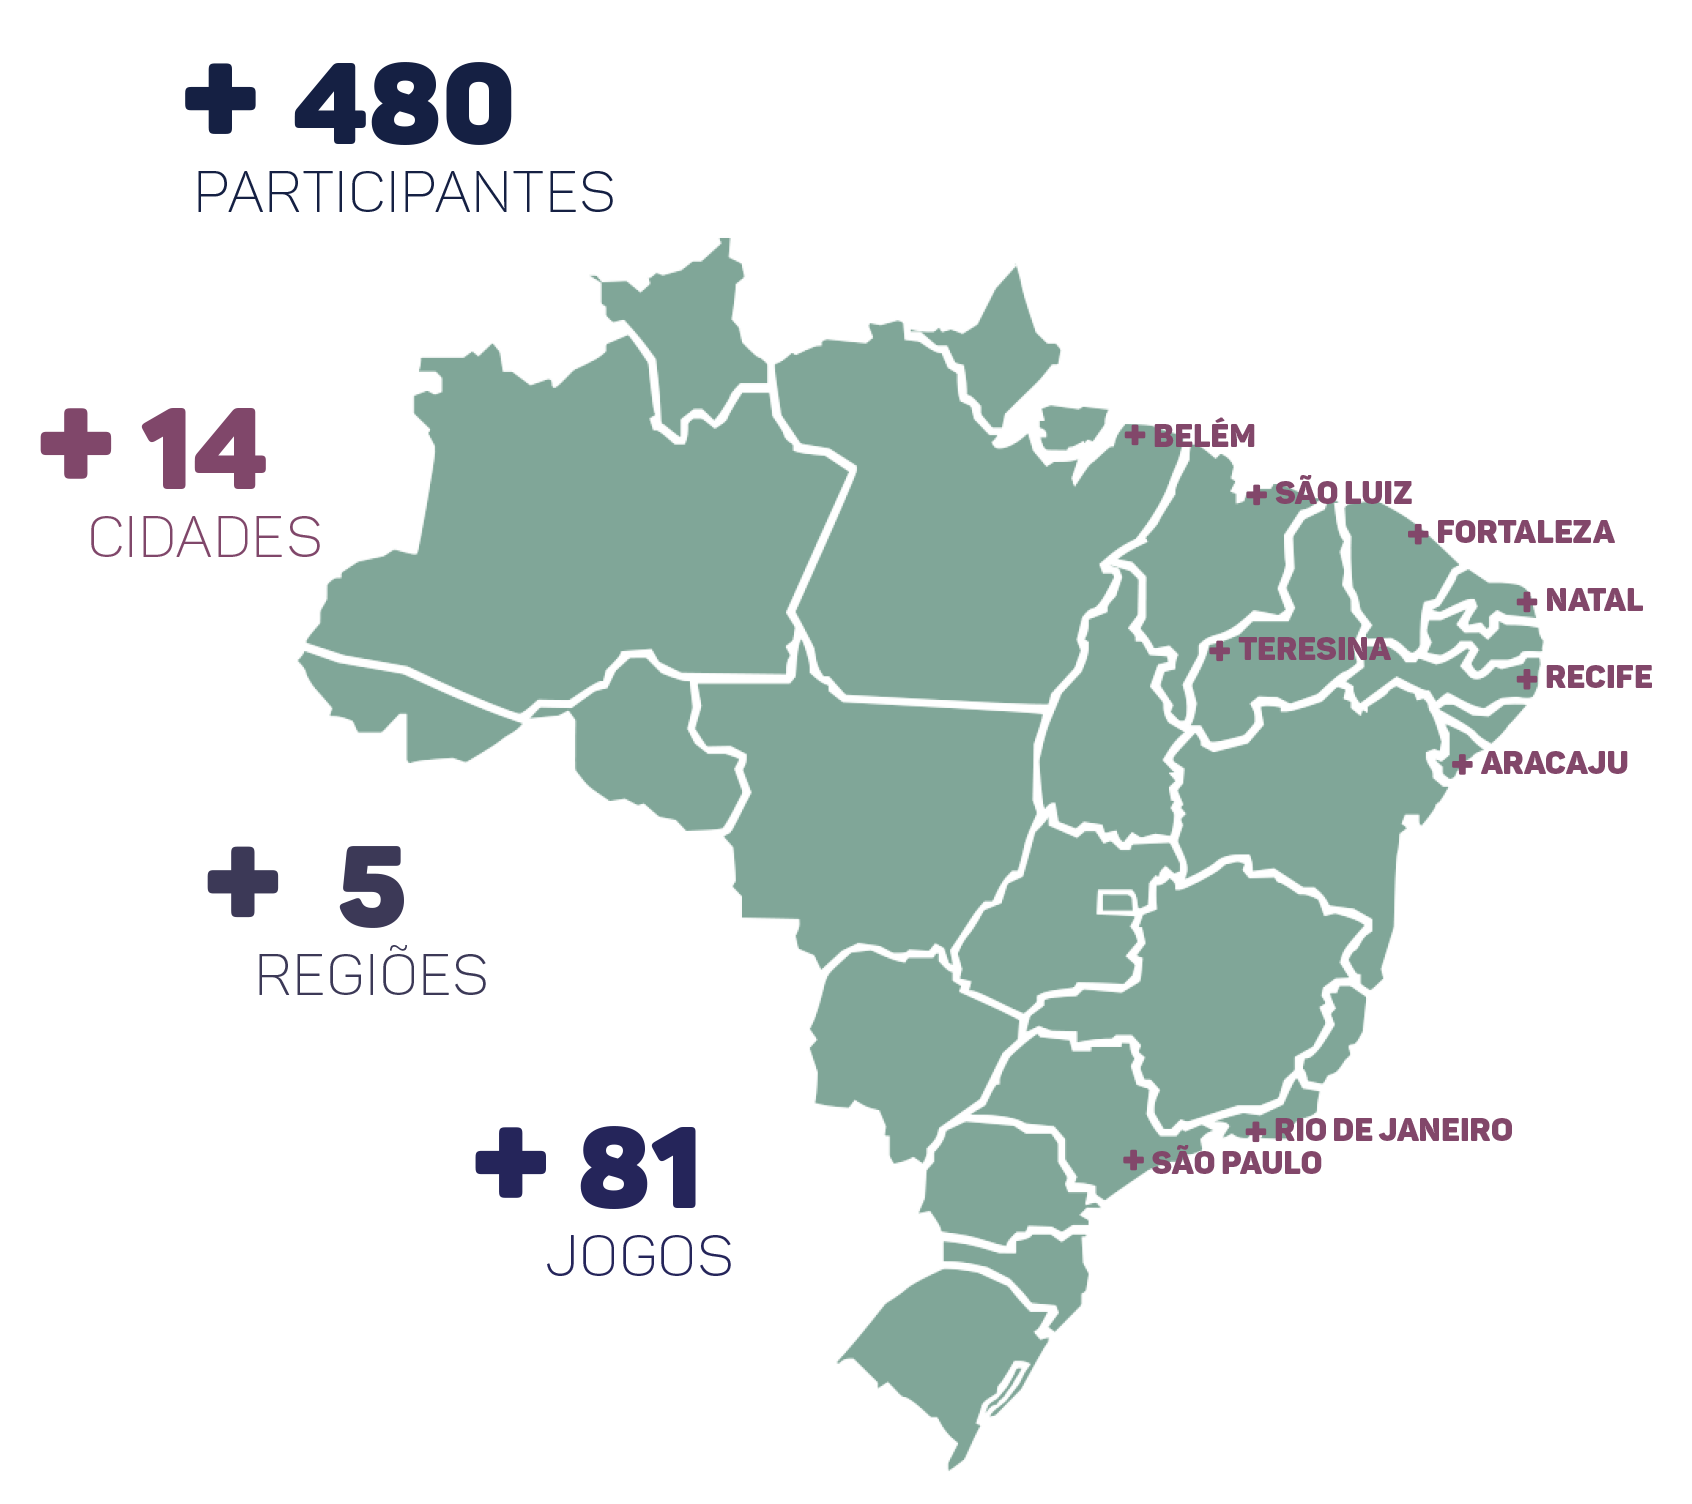 + 480
PARTICIPANTES
+ 14
CIDADES
+ BELÉM
+ SÃO LUIZ
+ FORTALEZA
+ NATAL
+ TERESINA
+ RECIFE
+ ARACAJU
+ 5
REGIÕES
+ RIO DE JANEIRO
+ SÃO PAULO
+ 81
JOGOS